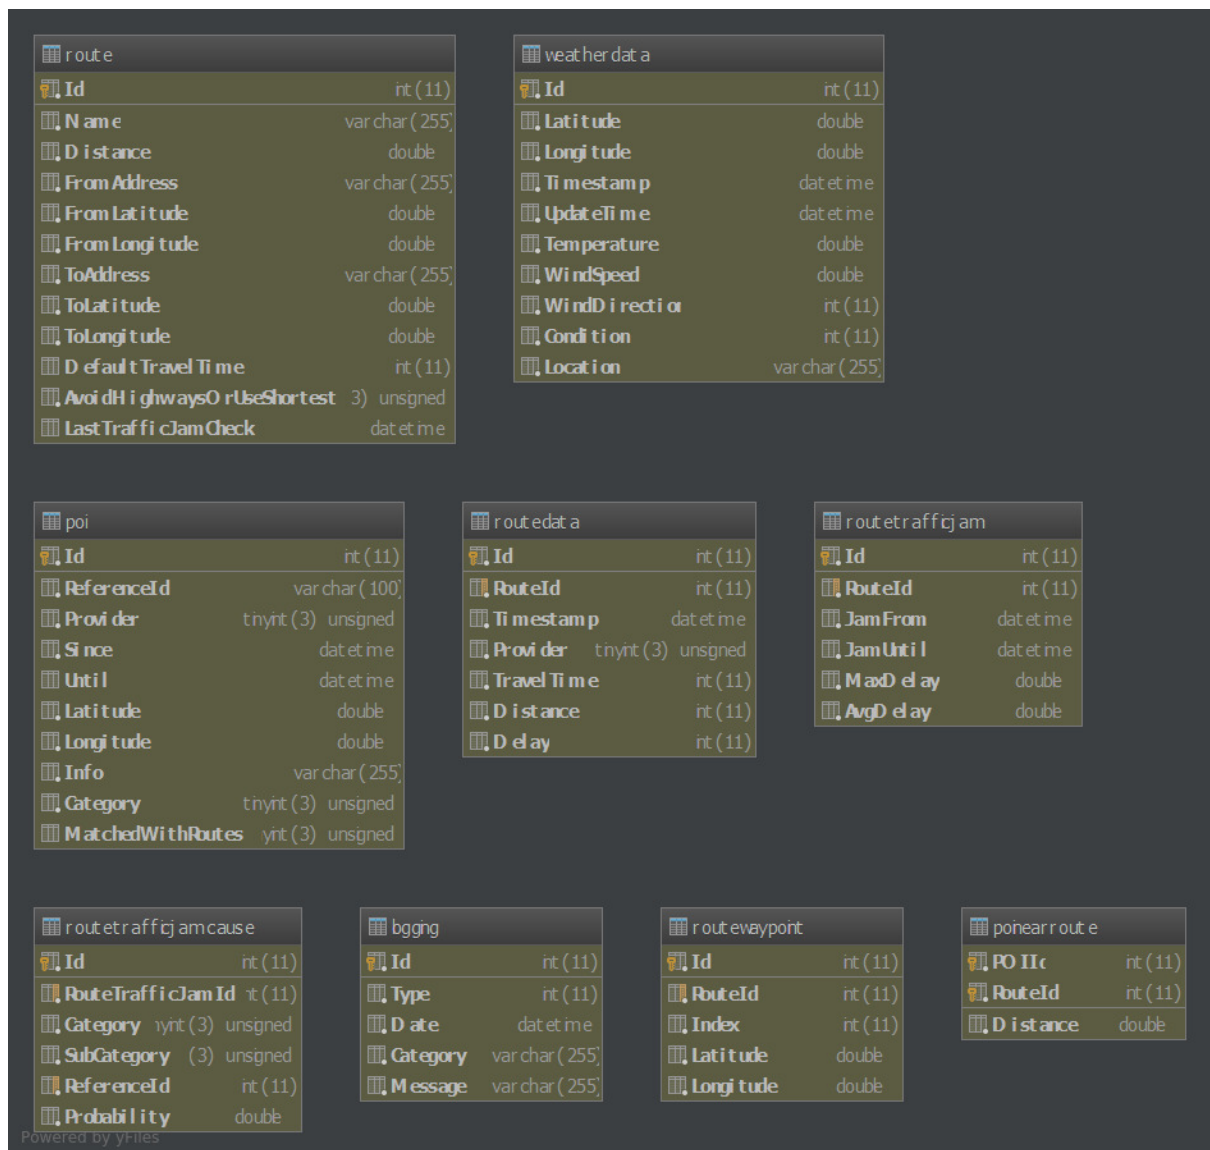 route
Id int(11)
Name varchar(255)
Distance double
FromAddress varchar(255)
FromLatitude double
FromLongitude double
ToAddress varchar(255)
ToLatitude double
ToLongitude double
DefaultTravelTime int(11)
AvoidHighwaysOrUseShortest 3) unsigned
LastTrafficJamCheck datetime
weatherdata
Id int(11)
Latitude double
Longitude double
Timestamp datetime
UpdateTime datetime
Temperature double
WindSpeed double
WindDirection int(11)
Condition int(11)
Location varchar(255)
poi
Id int(11)
ReferenceId varchar(100)
Provider tinyint(3) unsigned
Since datetime
Until datetime
Latitude double
Longitude double
Info varchar(255)
Category tinyint(3) unsigned
MatchedWithRoutes yint(3) unsigned
routedata
Id int(11)
RouteId int(11)
Timestamp datetime
Provider tinyint(3) unsigned
TravelTime int(11)
Distance int(11)
Delay int(11)
routetrafficjam
Id int(11)
RouteId int(11)
JamFrom datetime
JamUntil datetime
MaxDelay double
AvgDelay double
routetrafficjamcause
Id int(11)
RouteTrafficJamId t(11)
Category nyint(3) unsigned
SubCategory (3) unsigned
ReferenceId int(11)
Probability double
logging
Id int(11)
Type int(11)
Date datetime
Category varchar(255)
Message varchar(255)
routewaypoint
Id int(11)
RouteId int(11)
Index int(11)
Latitude double
Longitude double
poinearroute
POIId int(11)
RouteId int(11)
Distance double
Powered by yFiles